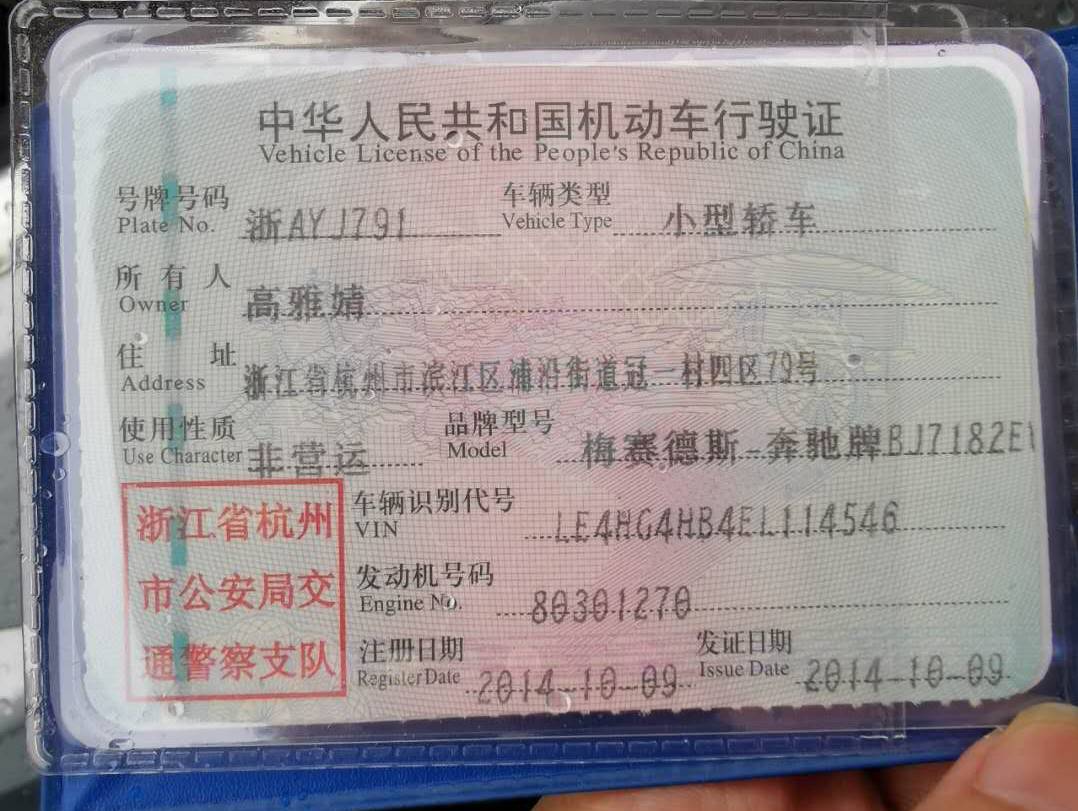 中华人民共和国机动车行驶证
Vehicle License of the People's Republic of China
号牌号码 浙AYJ791 车辆类型 小型轿车
Plate No. Vehicle Type
所有人 高雅婧
Owner
住址 浙江省杭州市滨江区浦沿街道冠一村四区79号
Address
使用性质 非营运 品牌型号 梅赛德斯-奔驰牌BJ7182E
Use Character Model
浙江省杭州
市公安局交
通警察支队
车辆识别代号 LE4HG4HB4EL114546
VIN
发动机号码 80301270
Engine No.
注册日期 2014-10-09 发证日期 2014-10-09
Register Date Issue Date